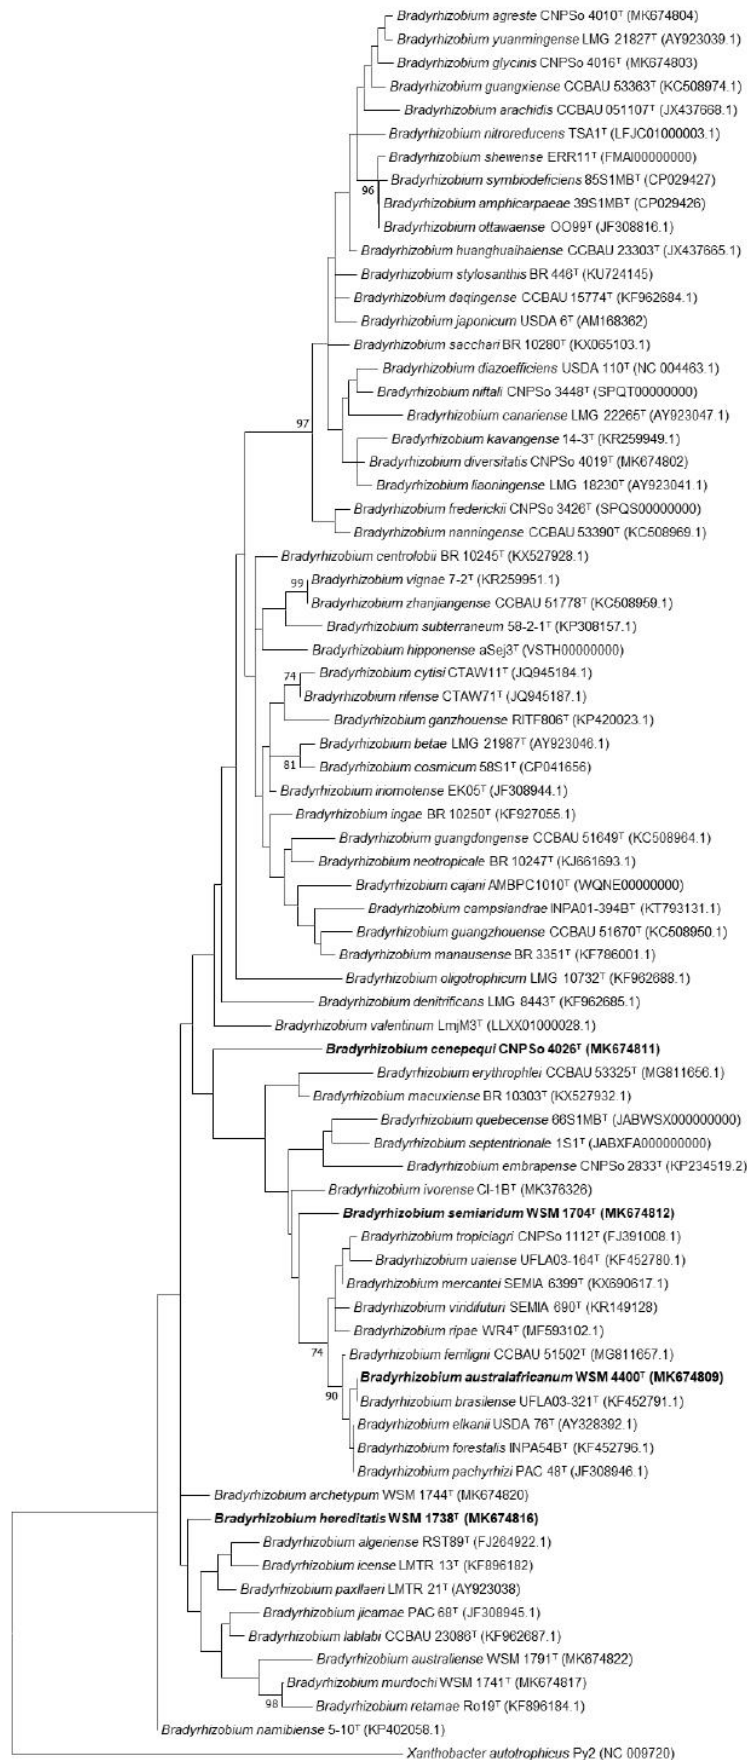 Bradyrhizobium agreste CNPSo 4010ᵀ (MK674804)
Bradyrhizobium yuanmingense LMG 21827ᵀ (AY923039.1)
Bradyrhizobium glycinis CNPSo 4016ᵀ (MK674803)
Bradyrhizobium guangxiense CCBAU 53363ᵀ (KC508974.1)
Bradyrhizobium arachidis CCBAU 051107ᵀ (JX437668.1)
Bradyrhizobium nitroreducens TSA1ᵀ (LFJC01000003.1)
Bradyrhizobium shewense ERR11ᵀ (FMAI00000000)
Bradyrhizobium symbiodeficiens 85S1MBᵀ (CP029427)
96
Bradyrhizobium amphicarpaeae 39S1MBᵀ (CP029426)
Bradyrhizobium ottawaense OO99ᵀ (JF308816.1)
Bradyrhizobium huanghuaihaiense CCBAU 23303ᵀ (JX437665.1)
Bradyrhizobium stylosanthis BR 446ᵀ (KU724145)
Bradyrhizobium daqingense CCBAU 15774ᵀ (KF962684.1)
Bradyrhizobium japonicum USDA 6ᵀ (AM168362)
Bradyrhizobium sacchari BR 10280ᵀ (KX065103.1)
Bradyrhizobium diazoefficiens USDA 110ᵀ (NC 004463.1)
Bradyrhizobium niftali CNPSo 3448ᵀ (SPQT00000000)
Bradyrhizobium canariense LMG 22265ᵀ (AY923047.1)
97
Bradyrhizobium kavangense 14-3ᵀ (KR259949.1)
Bradyrhizobium diversitatis CNPSo 4019ᵀ (MK674802)
Bradyrhizobium liaoningense LMG 18230ᵀ (AY923041.1)
Bradyrhizobium frederickii CNPSo 3426ᵀ (SPQS00000000)
Bradyrhizobium nanningense CCBAU 53390ᵀ (KC508969.1)
Bradyrhizobium centrolobii BR 10245ᵀ (KX527928.1)
99
Bradyrhizobium vignae 7-2ᵀ (KR259951.1)
Bradyrhizobium zhanjiangense CCBAU 51778ᵀ (KC508959.1)
Bradyrhizobium subterraneum 58-2-1ᵀ (KP308157.1)
Bradyrhizobium hipponense aSej3ᵀ (VSTH00000000)
74
Bradyrhizobium cytisi CTAW11ᵀ (JQ945184.1)
Bradyrhizobium rifense CTAW71ᵀ (JQ945187.1)
Bradyrhizobium ganzhouense RITF806ᵀ (KP420023.1)
Bradyrhizobium betae LMG 21987ᵀ (AY923046.1)
81
Bradyrhizobium cosmicum 58S1ᵀ (CP041656)
Bradyrhizobium iriomotense EK05ᵀ (JF308944.1)
Bradyrhizobium ingae BR 10250ᵀ (KF927055.1)
Bradyrhizobium guangdongense CCBAU 51649ᵀ (KC508964.1)
Bradyrhizobium neotropicale BR 10247ᵀ (KJ661693.1)
Bradyrhizobium cajani AMBPC1010ᵀ (WQNE00000000)
Bradyrhizobium campsiandrae INPA01-394Bᵀ (KT793131.1)
Bradyrhizobium guangzhouense CCBAU 51670ᵀ (KC508950.1)
Bradyrhizobium manausense BR 3351ᵀ (KF786001.1)
Bradyrhizobium oligotrophicum LMG 10732ᵀ (KF962688.1)
Bradyrhizobium denitrificans LMG 8443ᵀ (KF962685.1)
Bradyrhizobium valentinum LmjM3ᵀ (LLXX01000028.1)
Bradyrhizobium cenepequi CNPSo 4026ᵀ (MK674811)
Bradyrhizobium erythrophlei CCBAU 53325ᵀ (MG811656.1)
Bradyrhizobium macuxiense BR 10303ᵀ (KX527932.1)
Bradyrhizobium quebecense 66S1MBᵀ (JABWSX000000000)
Bradyrhizobium septentrionale 1S1ᵀ (JABXFA000000000)
Bradyrhizobium embrapense CNPSo 2833ᵀ (KP234519.2)
Bradyrhizobium ivorense CI-1Bᵀ (MK376326)
Bradyrhizobium semiaridum WSM 1704ᵀ (MK674812)
Bradyrhizobium tropiciagri CNPSo 1112ᵀ (FJ391008.1)
Bradyrhizobium uaiense UFLA03-164ᵀ (KF452780.1)
Bradyrhizobium mercantei SEMIA 6399ᵀ (KX690617.1)
Bradyrhizobium viridifuturi SEMIA 690ᵀ (KR149128)
Bradyrhizobium ripae WR4ᵀ (MF593102.1)
74
Bradyrhizobium ferriligni CCBAU 51502ᵀ (MG811657.1)
Bradyrhizobium australafricanum WSM 4400ᵀ (MK674809)
90
Bradyrhizobium brasilense UFLA03-321ᵀ (KF452791.1)
Bradyrhizobium elkanii USDA 76ᵀ (AY328392.1)
Bradyrhizobium forestalis INPA54Bᵀ (KF452796.1)
Bradyrhizobium pachyrhizi PAC 48ᵀ (JF308946.1)
Bradyrhizobium archetypum WSM 1744ᵀ (MK674820)
Bradyrhizobium hereditatis WSM 1738ᵀ (MK674816)
Bradyrhizobium algeriense RST89ᵀ (FJ264922.1)
Bradyrhizobium icense LMTR 13ᵀ (KF896182)
Bradyrhizobium paxllaeri LMTR 21ᵀ (AY923038)
Bradyrhizobium jicamae PAC 68ᵀ (JF308945.1)
Bradyrhizobium lablabi CCBAU 23086ᵀ (KF962687.1)
Bradyrhizobium australiense WSM 1791ᵀ (MK674822)
Bradyrhizobium murdochi WSM 1741ᵀ (MK674817)
98
Bradyrhizobium retamae Ro19ᵀ (KF896184.1)
Bradyrhizobium namibiense 5-10ᵀ (KP402058.1)
Xanthobacter autotrophicus Py2 (NC 009720)